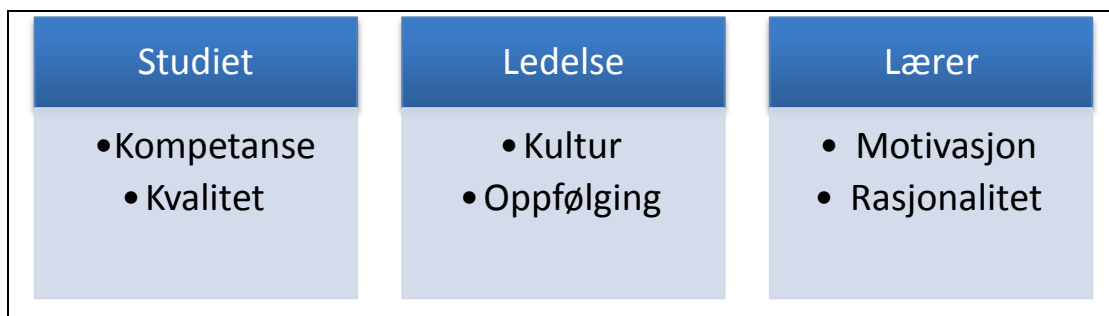 Studiet
•Kompetanse
•Kvalitet
Ledelse
•Kultur
•Oppfølging
Lærer
• Motivasjon
• Rasjonalitet